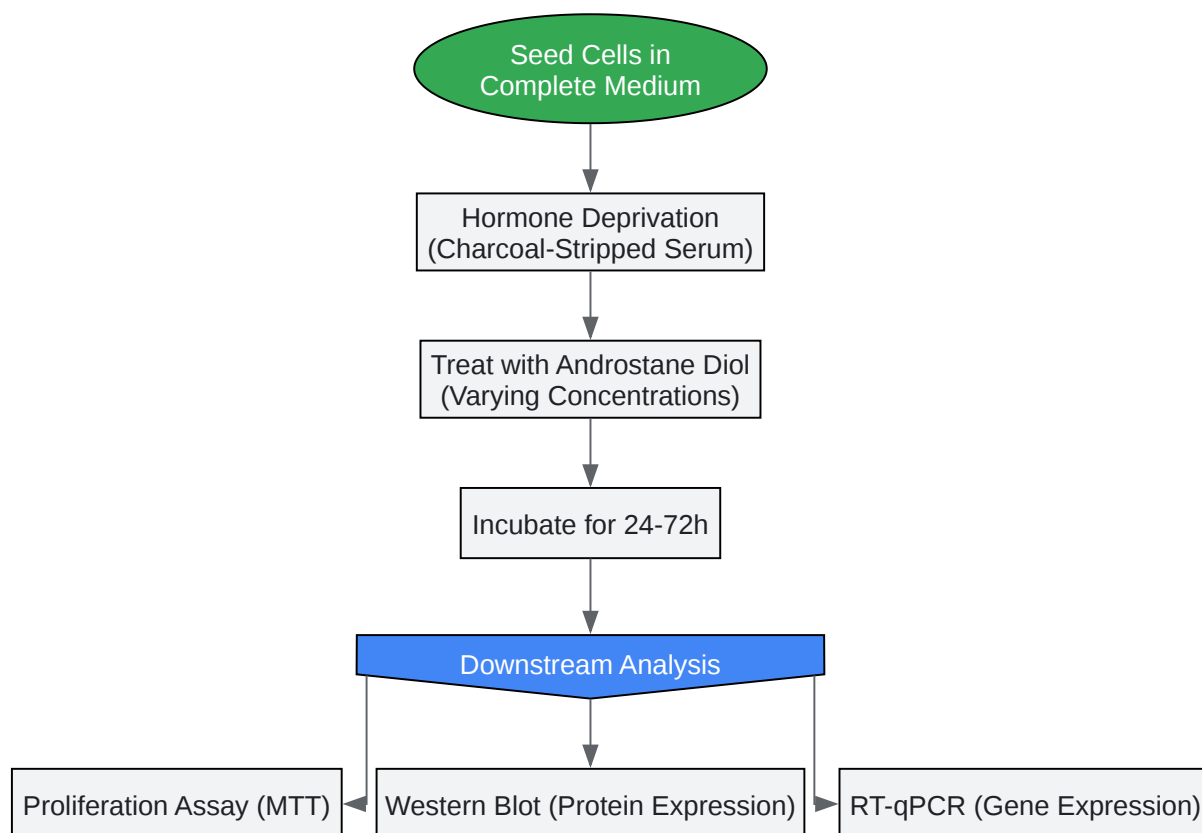 Seed Cells in
Complete Medium
Hormone Deprivation
(Charcoal-Stripped Serum)
Treat with Androstane Diol
(Varying Concentrations)
Incubate for 24-72h
Downstream Analysis
Proliferation Assay (MTT)
Western Blot (Protein Expression)
RT-qPCR (Gene Expression)